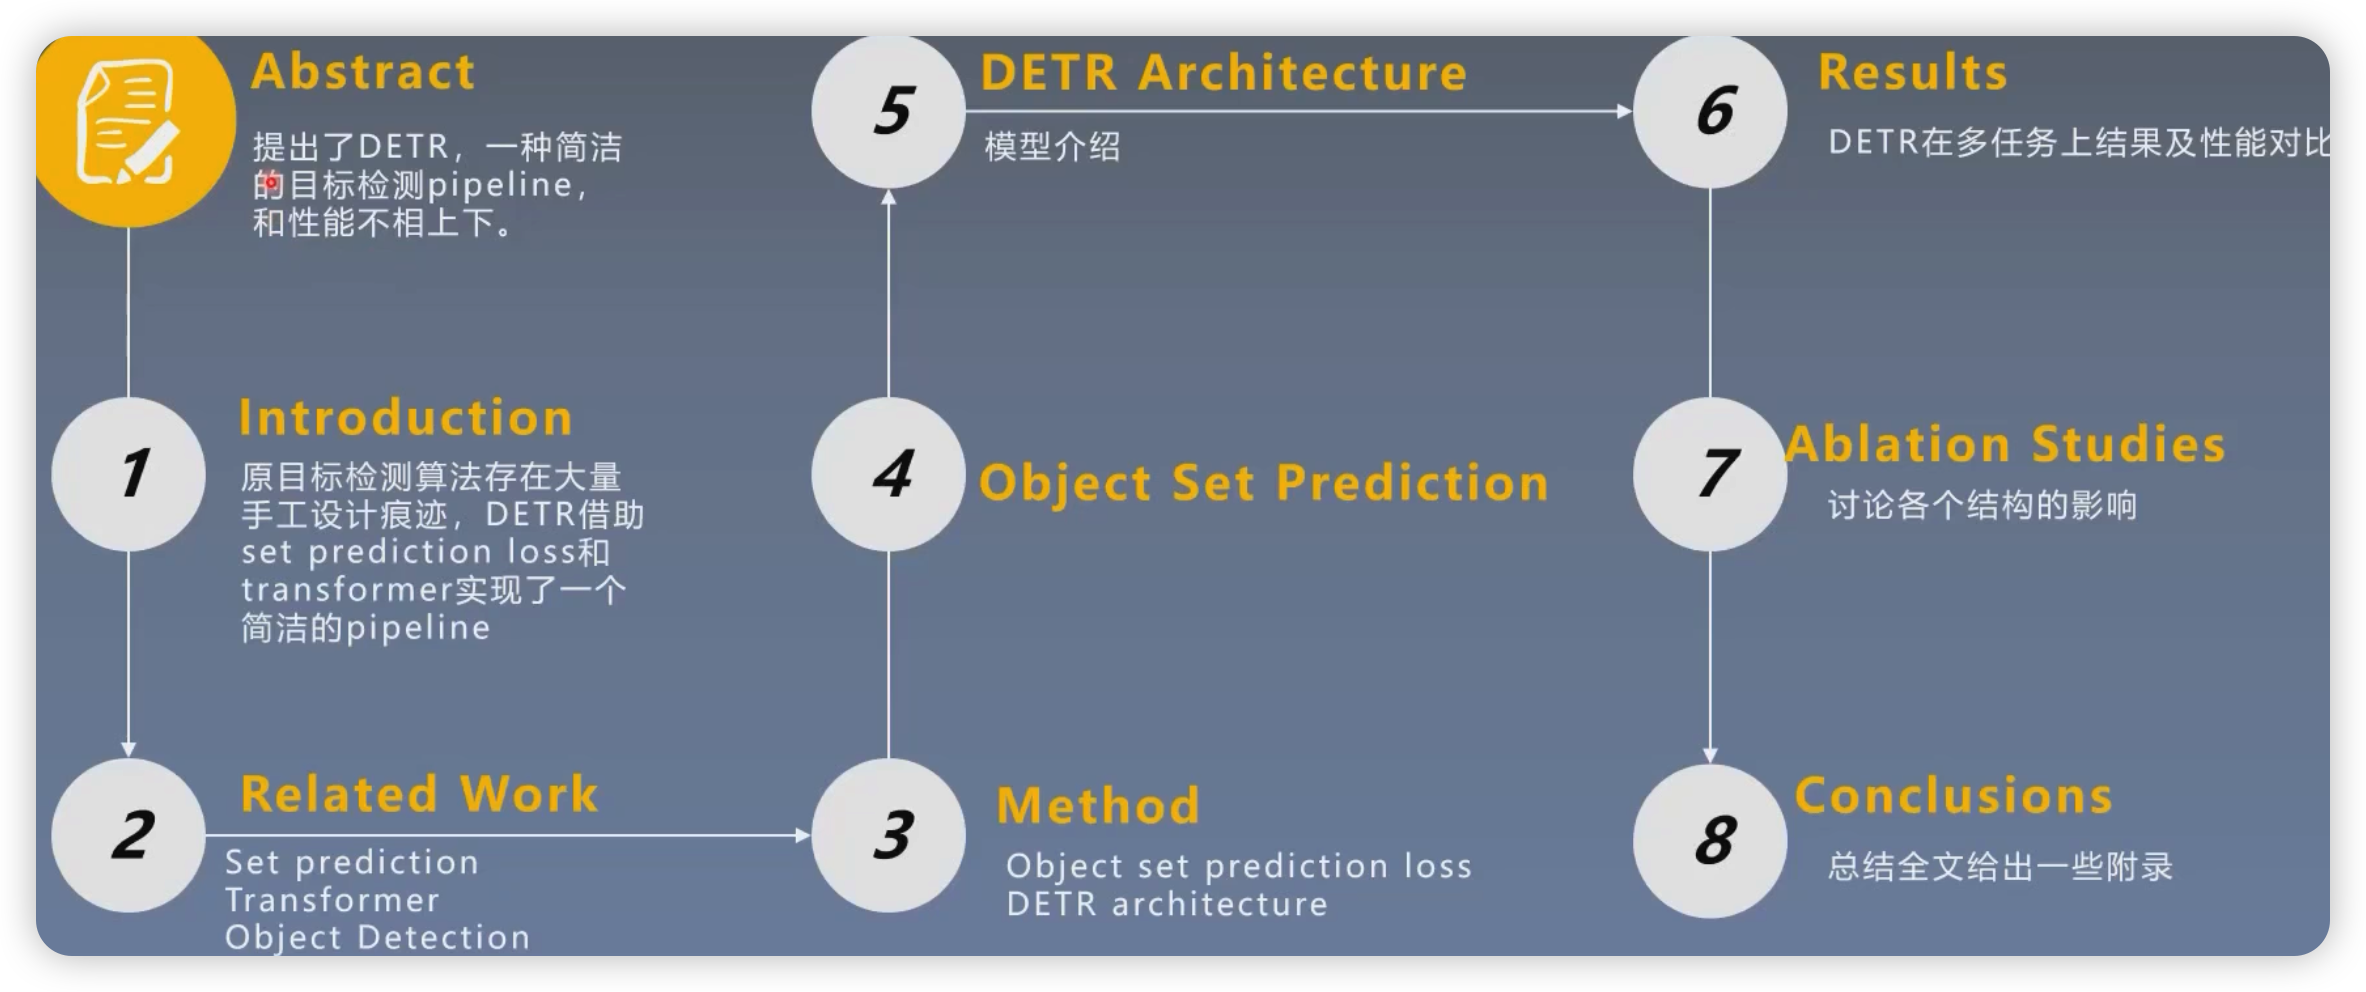 Abstract
提出了DETR，一种简洁
的目标检测pipeline，
和性能不相上下。
1
Introduction
原目标检测算法存在大量
手工设计痕迹，DETR借助
set prediction loss和
transformer实现了一个
简洁的pipeline
2
Related Work
Set prediction
Transformer
Object Detection
3
Method
Object set prediction loss
DETR architecture
4
Object Set Prediction
5
DETR Architecture
模型介绍
6
Results
DETR在多任务上结果及性能对比
7
Ablation Studies
讨论各个结构的影响
8
Conclusions
总结全文给出一些附录